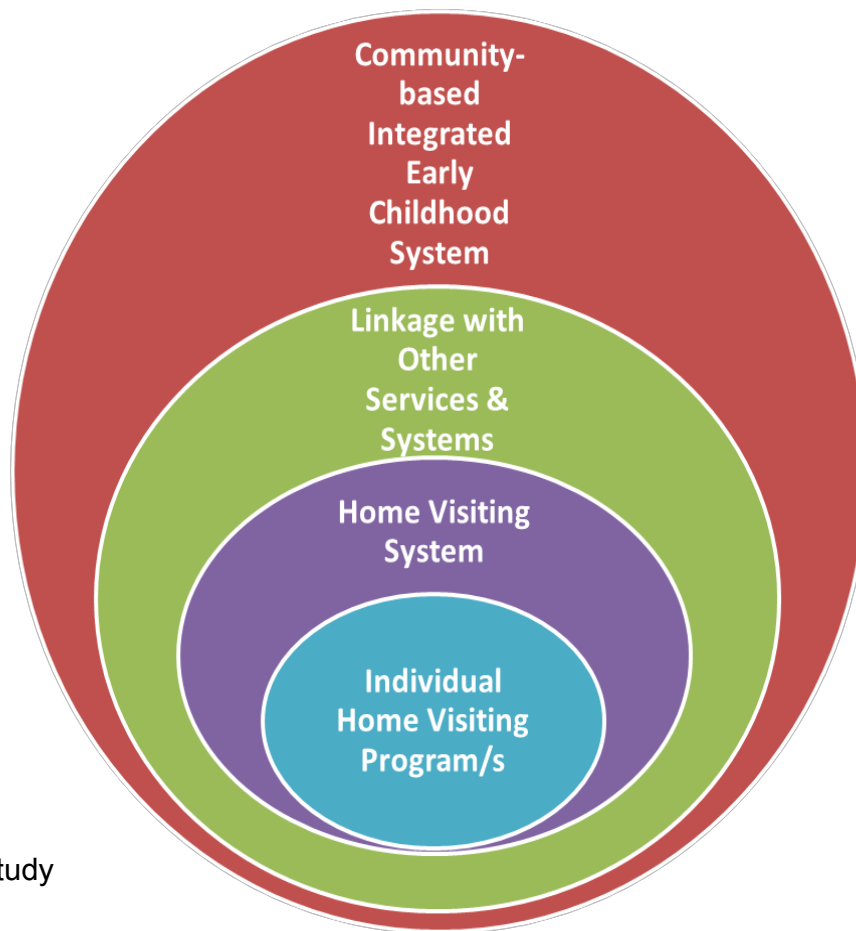 Community-
based
Integrated
Early
Childhood
System
Linkage with
Other
Services &
Systems
Home Visiting
System
Individual
Home Visiting
Program/s
tudy